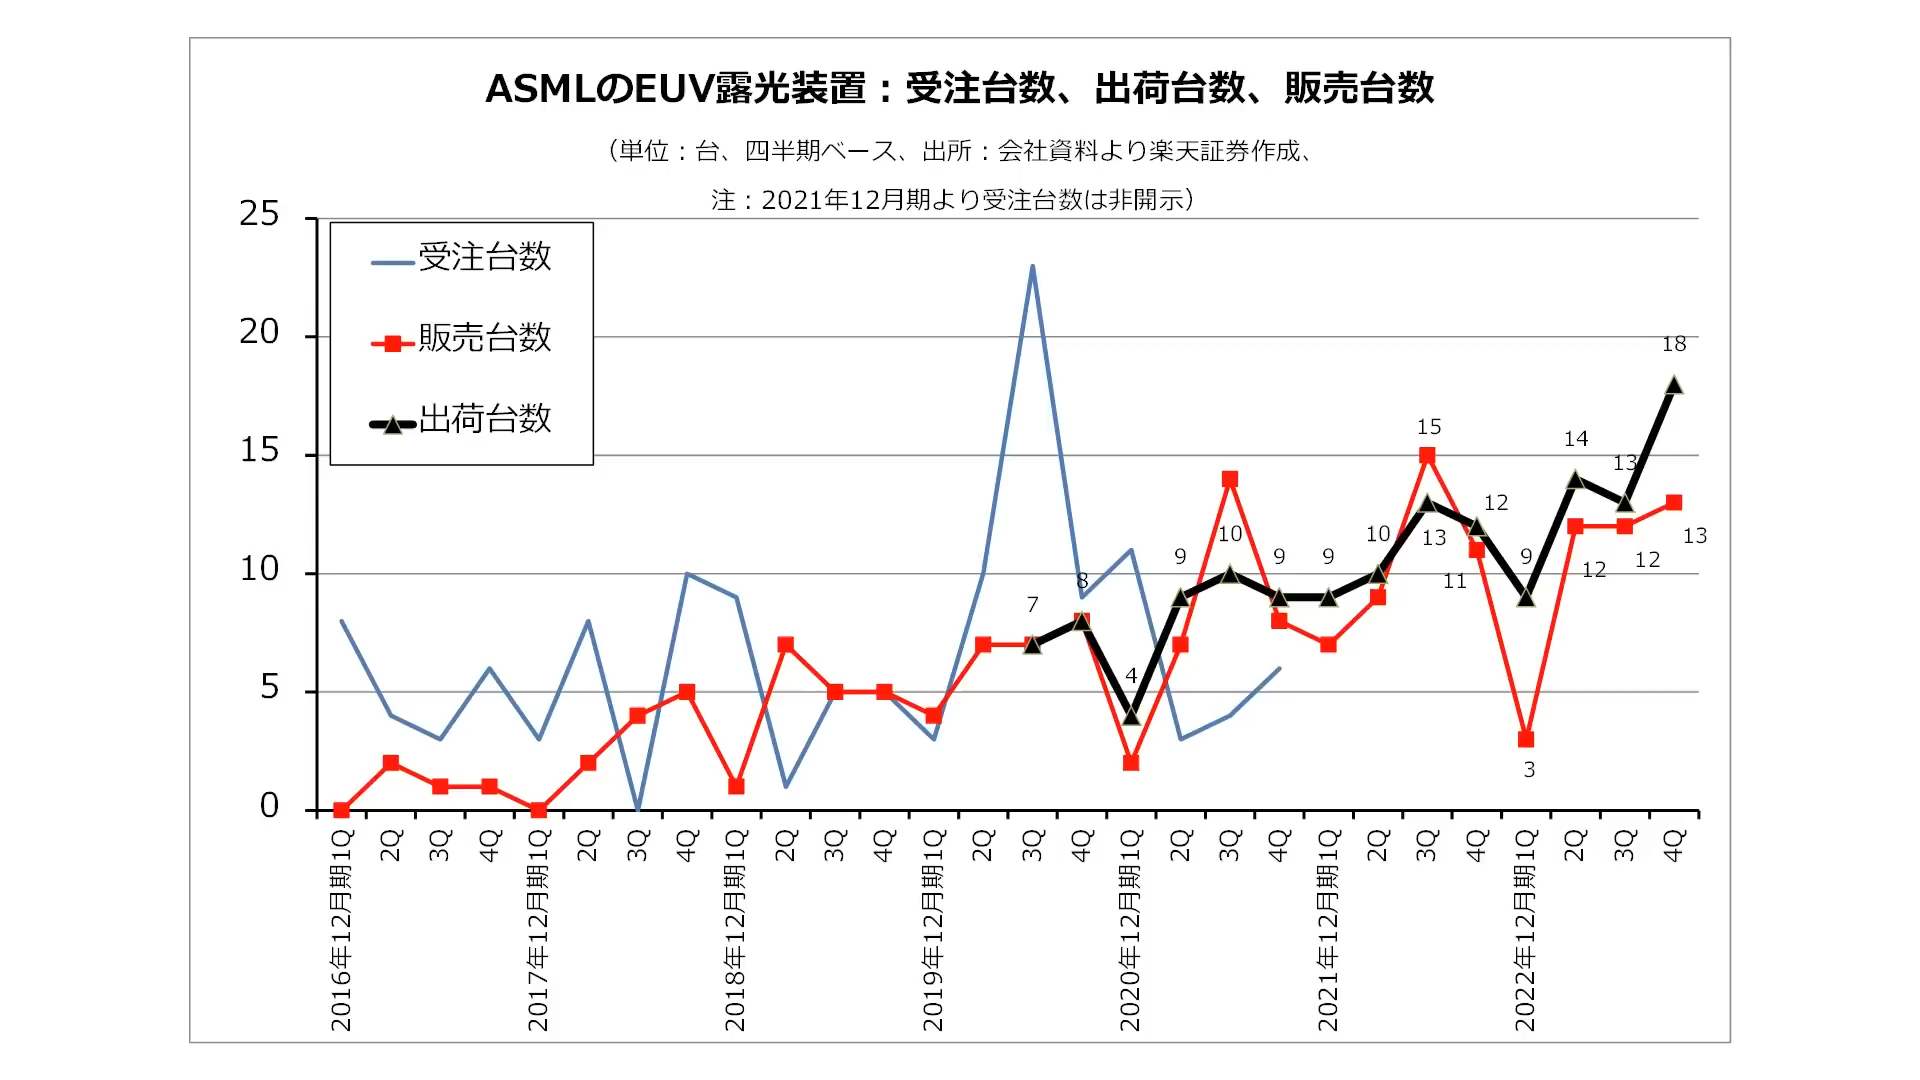 ASMLのEUV露光装置：受注台数、出荷台数、販売台数
（単位：台、四半期ベース、出所：会社資料より楽天証券作成、
注：2021年12月期より受注台数は非開示）
25
20
15
10
5
0
受注台数
販売台数
出荷台数
7
8
4
9
10
9
9
10
15
13
12
11
9
3
14
12
13
12
18
13
2016年12月期1Q
2Q
3Q
4Q
2017年12月期1Q
2Q
3Q
4Q
2018年12月期1Q
2Q
3Q
4Q
2019年12月期1Q
2Q
3Q
4Q
2020年12月期1Q
2Q
3Q
4Q
2021年12月期1Q
2Q
3Q
4Q
2022年12月期1Q
2Q
3Q
4Q